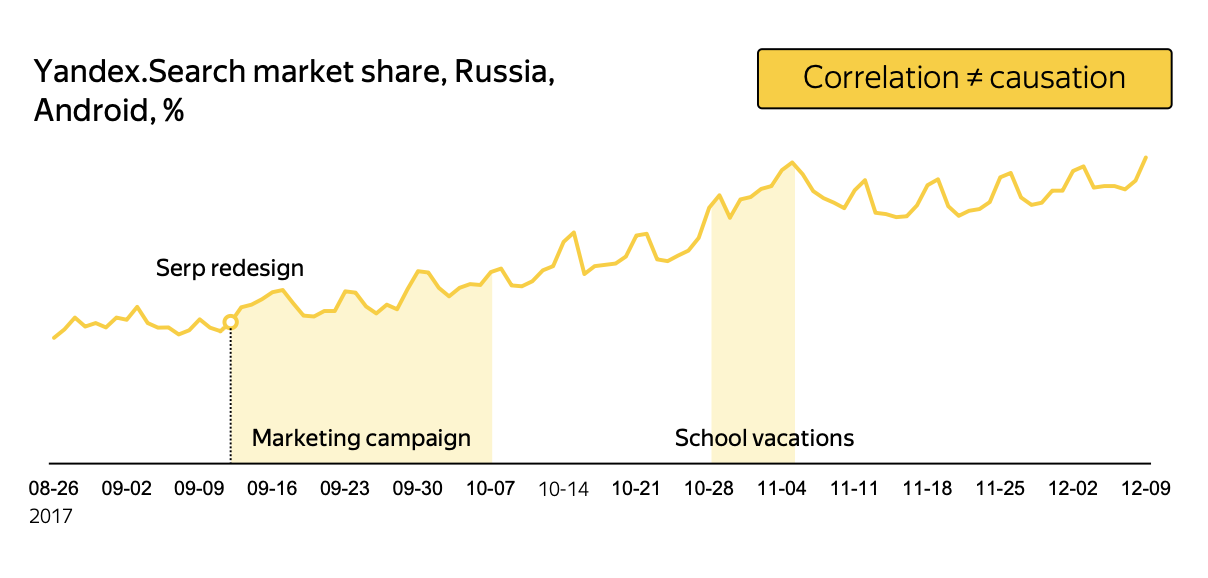 Yandex.Search market share, Russia,
Android, %
Correlation ≠ causation
Serp redesign
Marketing campaign
School vacations
08-26 09-02 09-09 09-16 09-23 09-30 10-07 10-14 10-21 10-28 11-04 11-11 11-18 11-25 12-02 12-09
2017